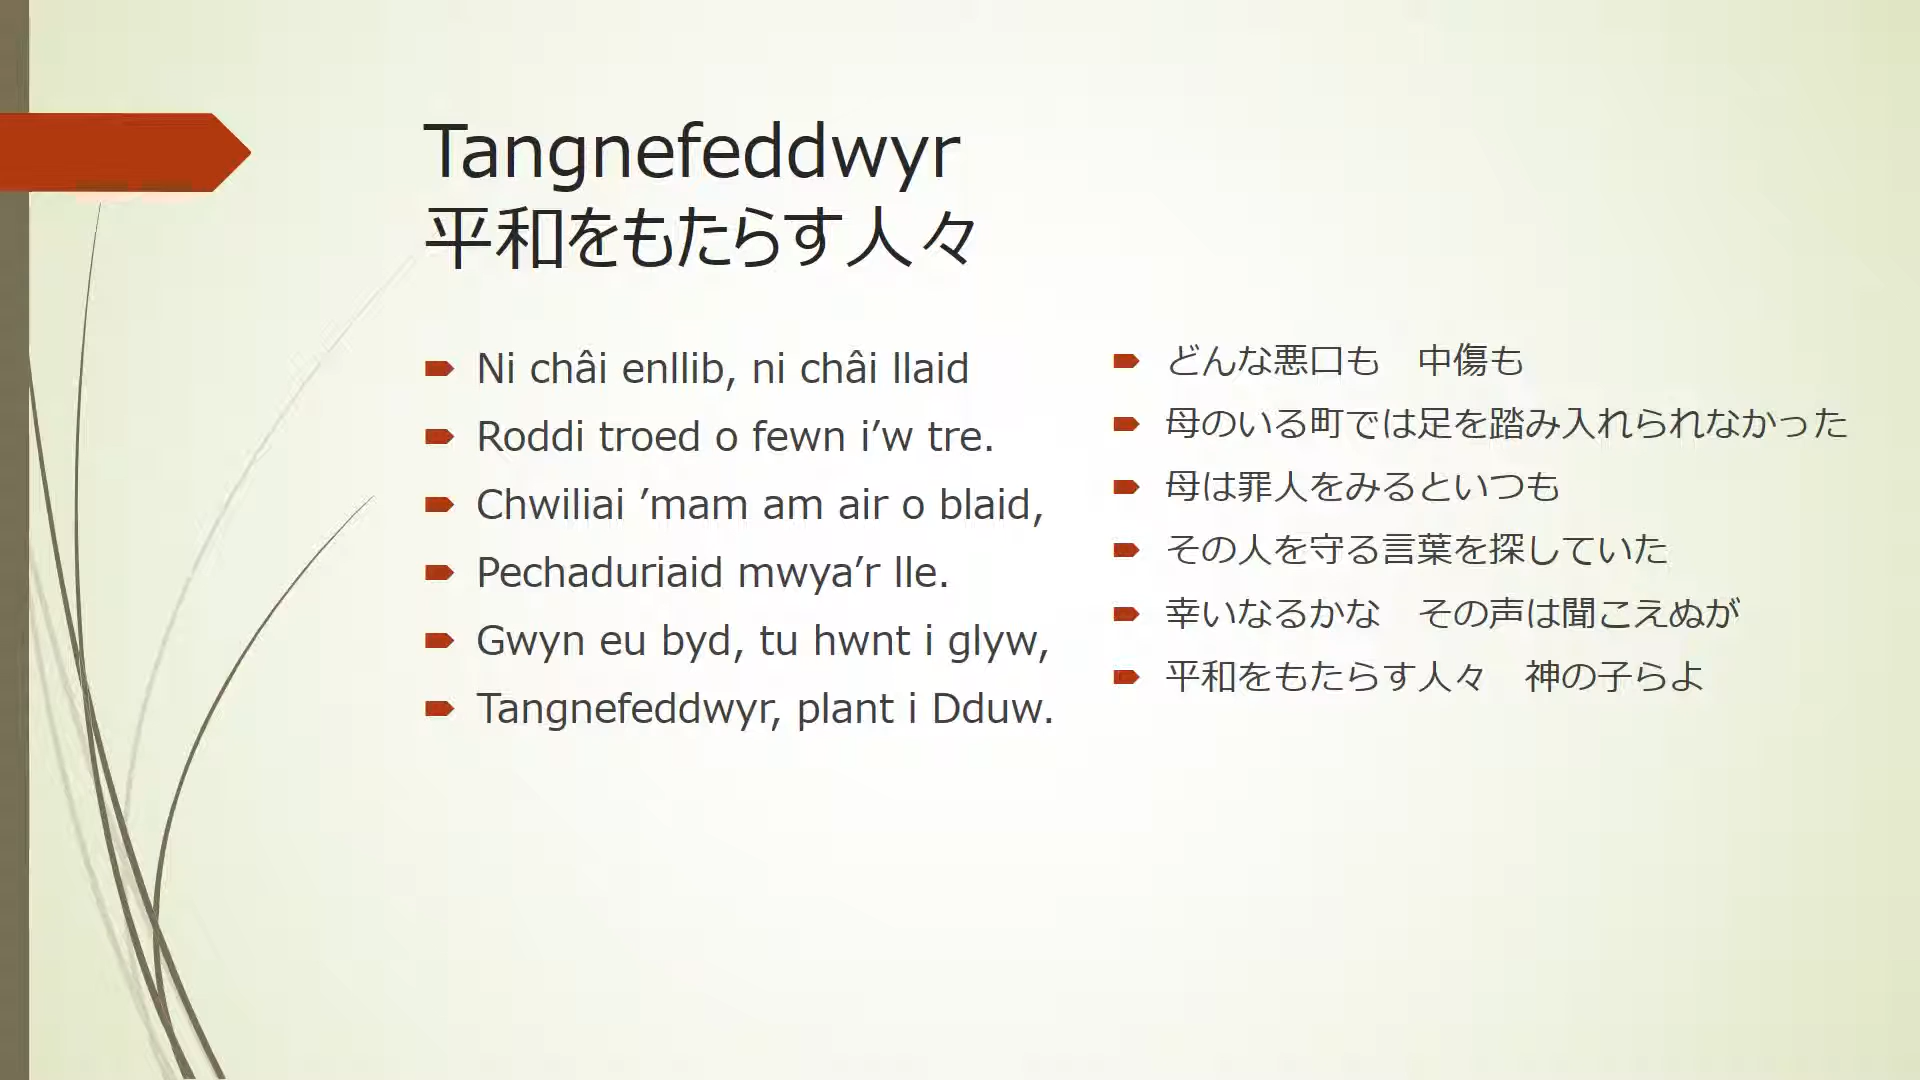 Tangnefeddwyr
平和をもたらす人々
Ni châi enllib, ni châi llaid
Roddi troed o fewn i’w tre.
Chwiliai ’mam am air o blaid,
Pechaduriaid mwya’r lle.
Gwyn eu byd, tu hwnt i glyw,
Tangnefeddwyr, plant i Dduw.
どんな悪口も　中傷も
母のいる町では足を踏み入れられなかった
母は罪人をみるといつも
その人を守る言葉を探していた
幸いなるかな　その声は聞こえぬが
平和をもたらす人々　神の子らよ